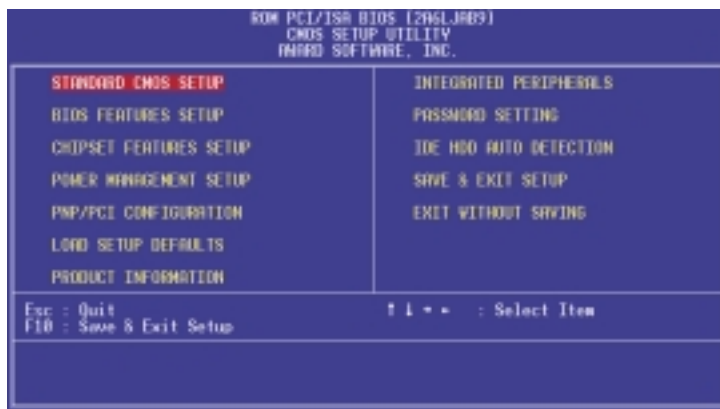 ROM PCI/ISA BIOS [2A6LJAB9]
CMOS SETUP UTILITY
AWARD SOFTWARE, INC.
STANDARD CMOS SETUP
BIOS FEATURES SETUP
CHIPSET FEATURES SETUP
POWER MANAGEMENT SETUP
PNP/PCI CONFIGURATION
LOAD SETUP DEFAULTS
PRODUCT INFORMATION
INTEGRATED PERIPHERALS
PASSWORD SETTING
IDE HDD AUTO DETECTION
SAVE & EXIT SETUP
EXIT WITHOUT SAVING
Esc : Quit
F10 : Save & Exit Setup
↑ ↓ → ← : Select Item